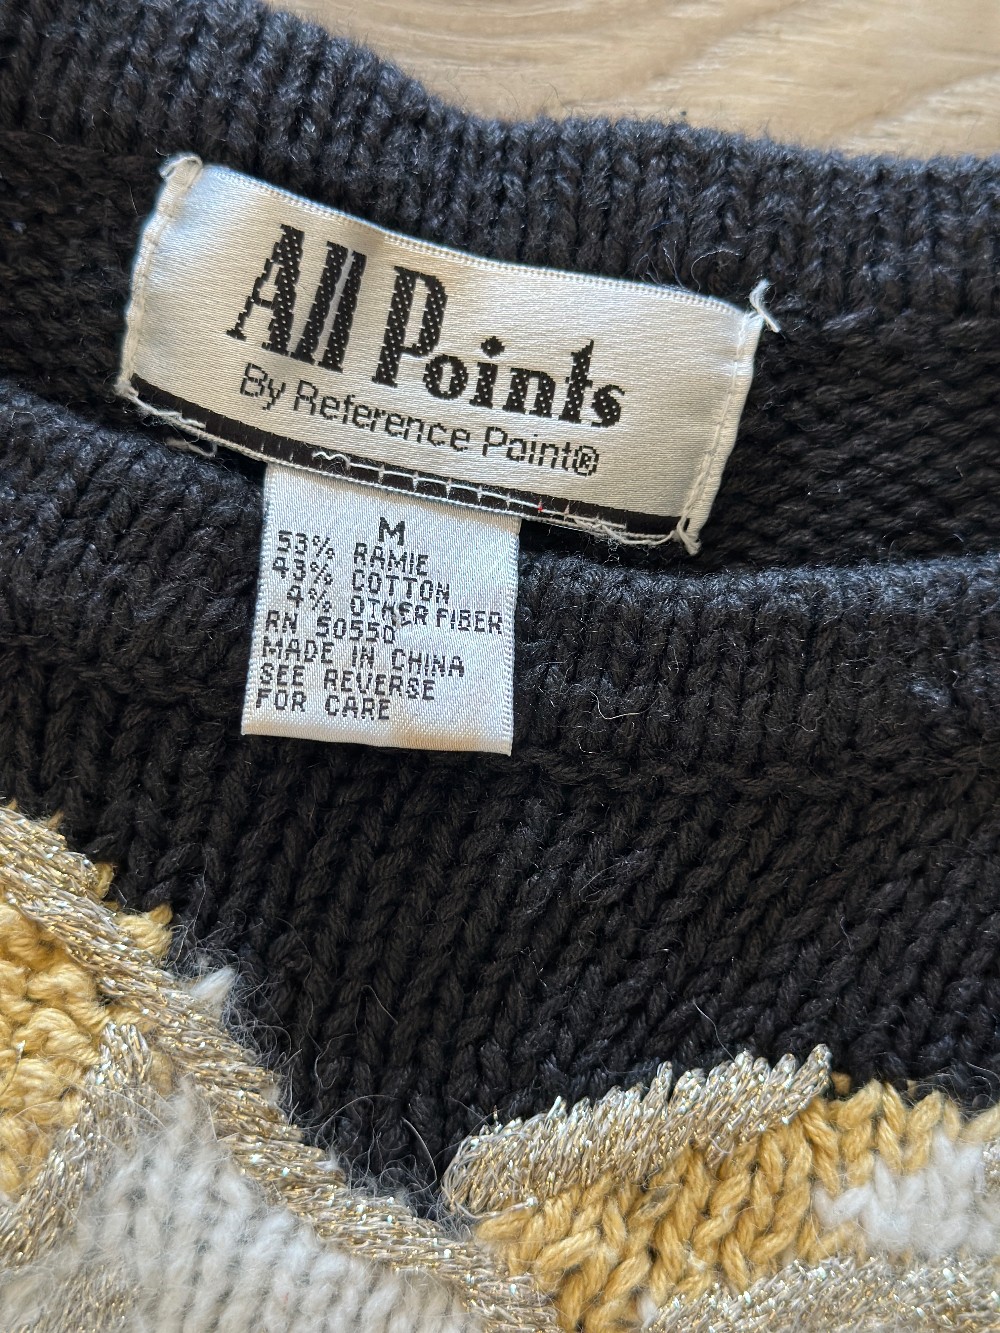 All Points
By Reference Point®
M
53% RAMIE
43% COTTON
4% OTHER FIBER
RN 50550
MADE IN CHINA
SEE REVERSE
FOR CARE